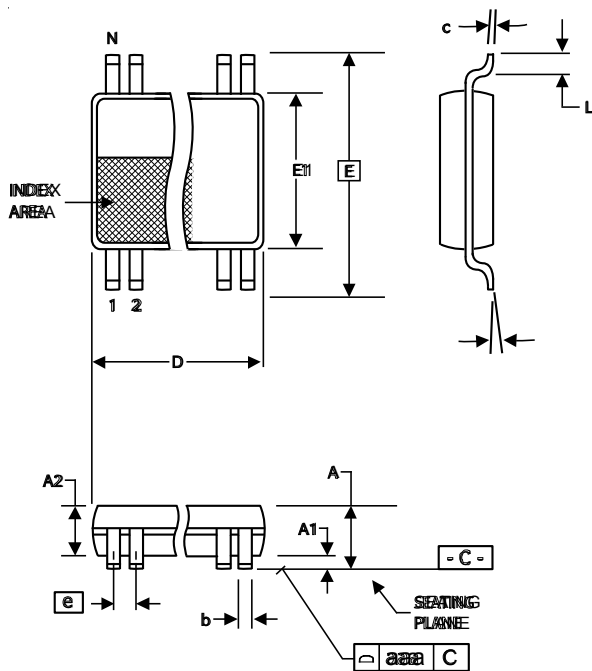 N
c
L
E1
E
INDEX
AREA
1 2
D
A2
A
A1
- C -
e
b
SEATING
PLANE
aaa C